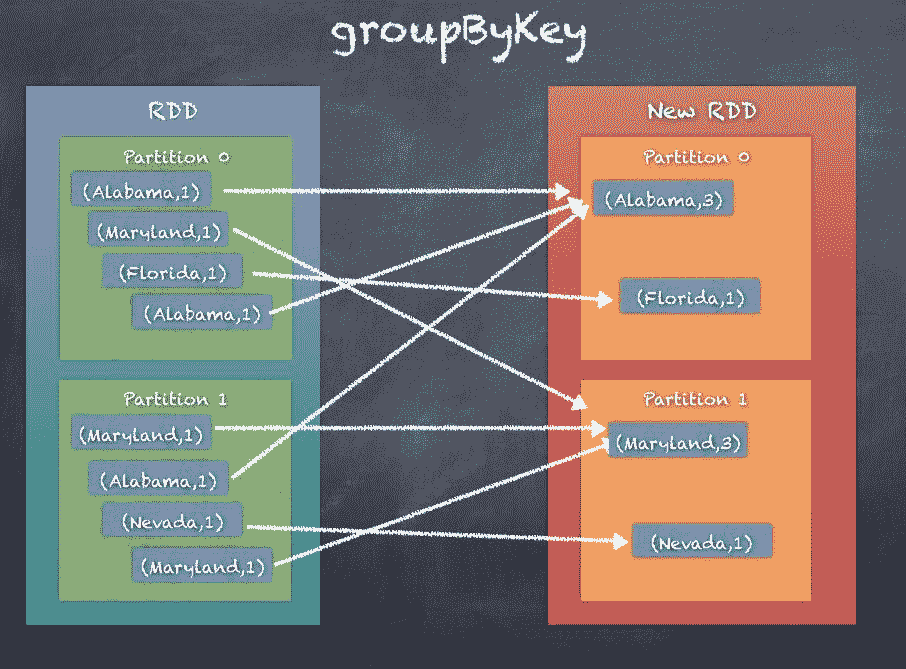 groupByKey
RDD
Partition 0
(Alabama,1)
(Maryland,1)
(Florida,1)
(Alabama,1)
Partition 1
(Maryland,1)
(Alabama,1)
(Nevada,1)
(Maryland,1)
New RDD
Partition 0
(Alabama,3)
(Florida,1)
Partition 1
(Maryland,3)
(Nevada,1)